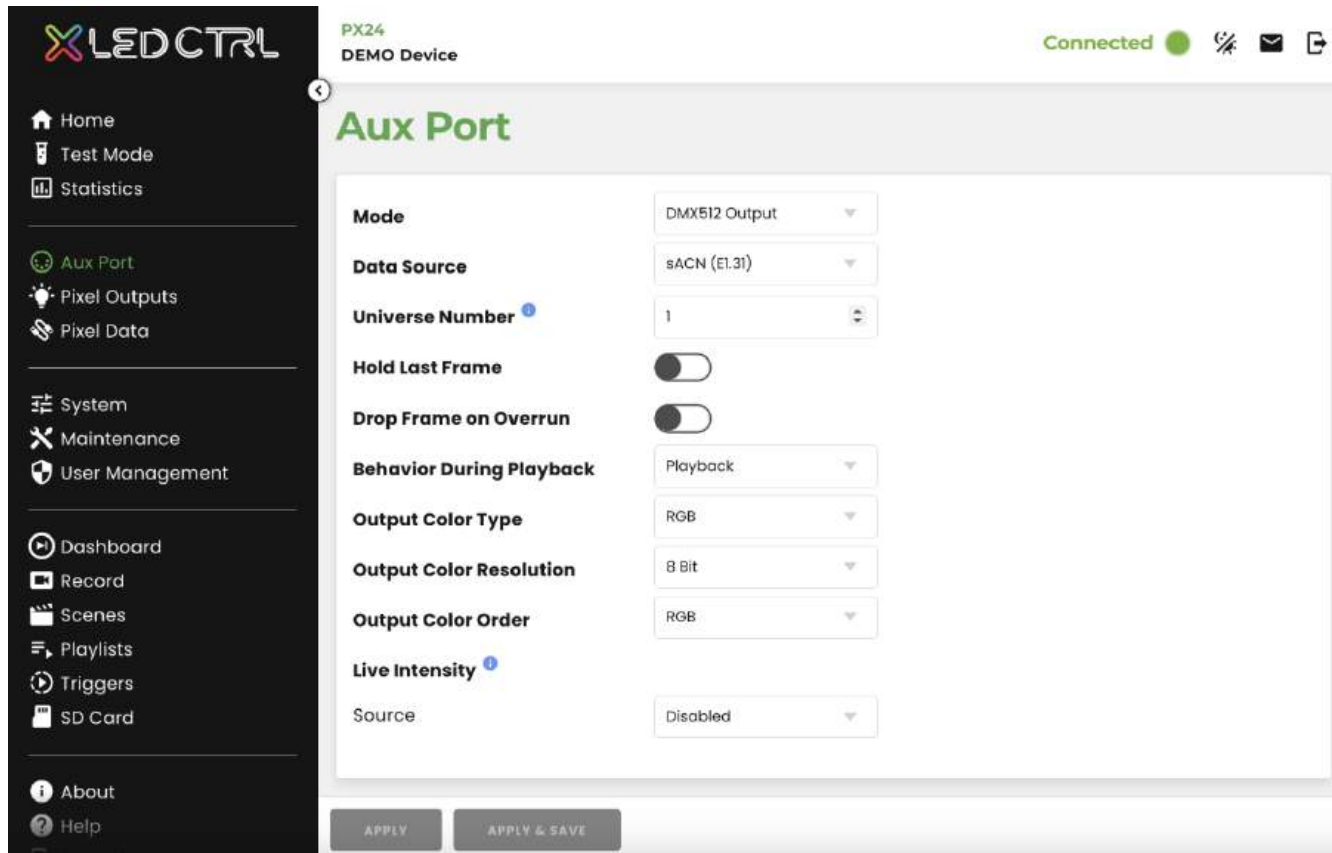 XLED CTRL
PX24
DEMO Device
Connected
Home
Test Mode
Statistics
Aux Port
Pixel Outputs
Pixel Data
System
Maintenance
User Management
Dashboard
Record
Scenes
Playlists
Triggers
SD Card
About
Help
Aux Port
Mode DMX512 Output
Data Source sACN (E1.31)
Universe Number 1
Hold Last Frame
Drop Frame on Overrun
Behavior During Playback Playback
Output Color Type RGB
Output Color Resolution 8 Bit
Output Color Order RGB
Live Intensity
Source Disabled
APPLY APPLY & SAVE